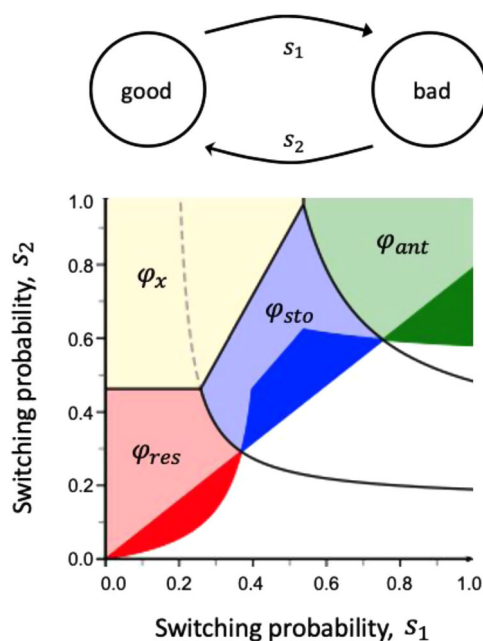 s₁
good
bad
s₂
1.0
0.8
0.6
0.4
0.2
0.0
Switching probability, s₂
φₓ
φₐₙₜ
φₛₜₒ
φᵣₑₛ
0.0
0.2
0.4
0.6
0.8
1.0
Switching probability, s₁